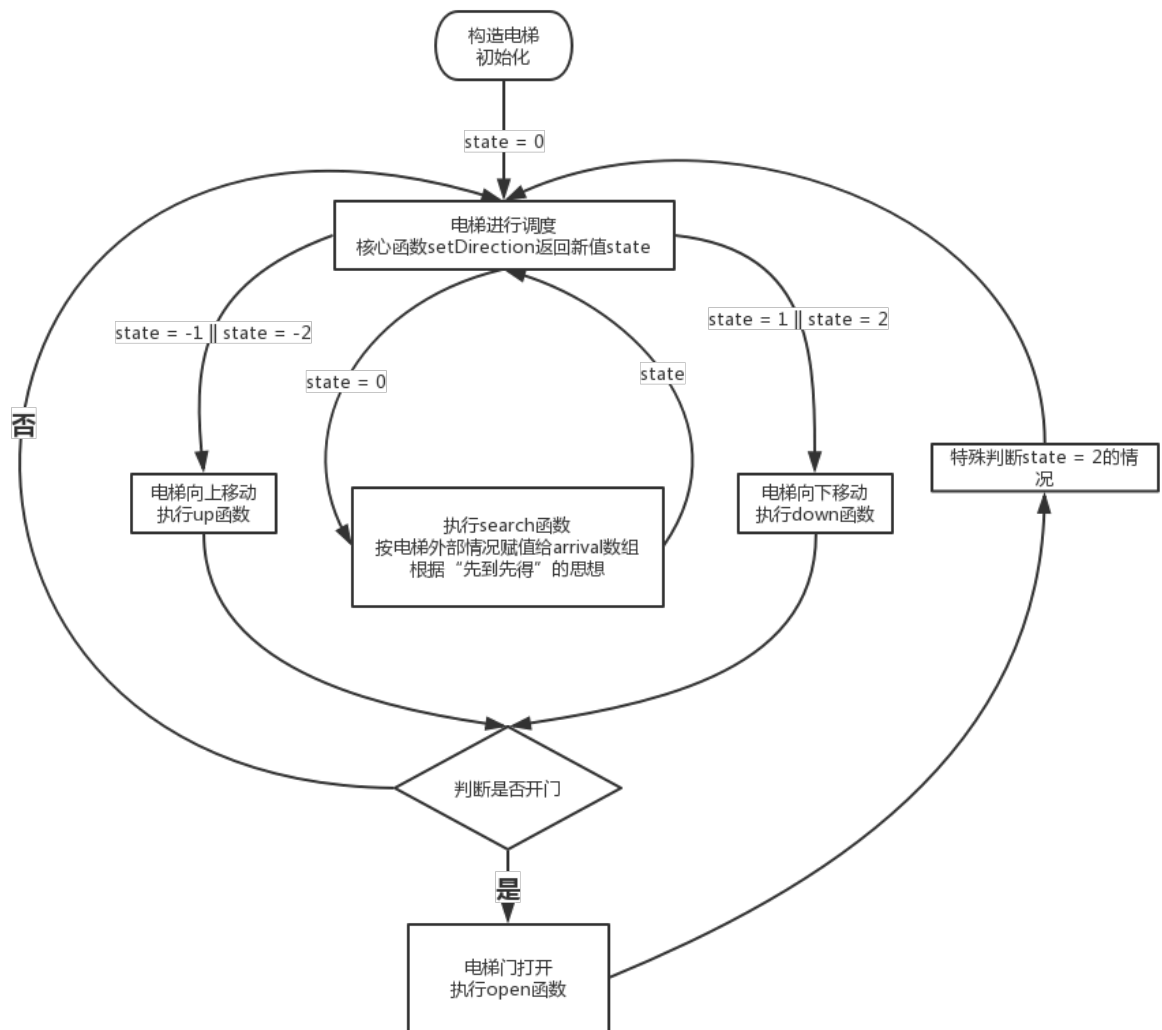 构造电梯
初始化
state = 0
电梯进行调度
核心函数setDirection返回新值state
state = -1 || state = -2
state = 1 || state = 2
state = 0
state
否
特殊判断state = 2的情
况
电梯向上移动
执行up函数
执行search函数
按电梯外部情况赋值给arrival数组
根据“先到先得”的思想
电梯向下移动
执行down函数
判断是否开门
是
电梯门打开
执行open函数